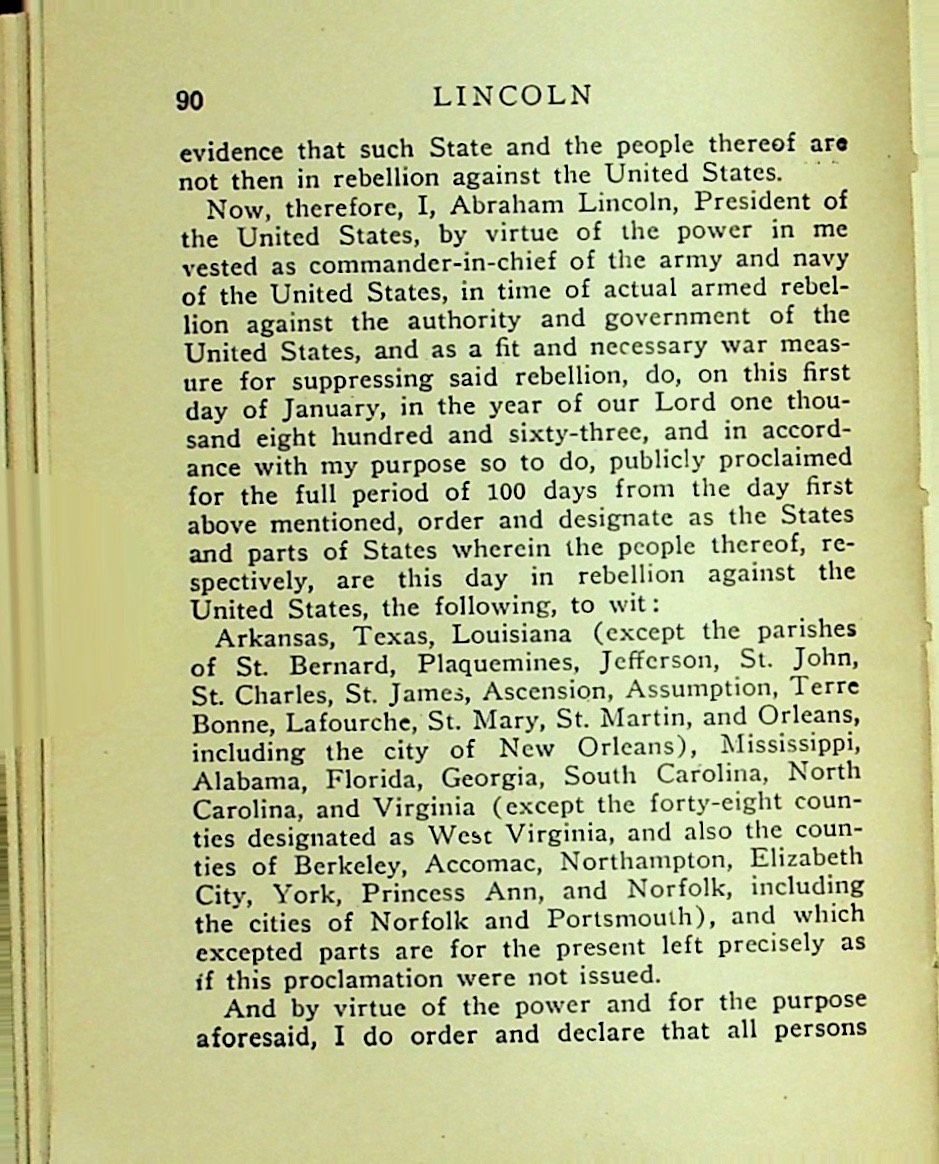 90 LINCOLN
evidence that such State and the people thereof are
not then in rebellion against the United States.
Now, therefore, I, Abraham Lincoln, President of
the United States, by virtue of the power in me
vested as commander-in-chief of the army and navy
of the United States, in time of actual armed rebel-
lion against the authority and government of the
United States, and as a fit and necessary war meas-
ure for suppressing said rebellion, do, on this first
day of January, in the year of our Lord one thou-
sand eight hundred and sixty-three, and in accord-
ance with my purpose so to do, publicly proclaimed
for the full period of 100 days from the day first
above mentioned, order and designate as the States
and parts of States wherein the people thereof, re-
spectively, are this day in rebellion against the
United States, the following, to wit:
Arkansas, Texas, Louisiana (except the parishes
of St. Bernard, Plaquemines, Jefferson, St. John,
St. Charles, St. James, Ascension, Assumption, Terre
Bonne, Lafourche, St. Mary, St. Martin, and Orleans,
including the city of New Orleans), Mississippi,
Alabama, Florida, Georgia, South Carolina, North
Carolina, and Virginia (except the forty-eight coun-
ties designated as West Virginia, and also the coun-
ties of Berkeley, Accomac, Northampton, Elizabeth
City, York, Princess Ann, and Norfolk, including
the cities of Norfolk and Portsmouth), and which
excepted parts are for the present left precisely as
if this proclamation were not issued.
And by virtue of the power and for the purpose
aforesaid, I do order and declare that all persons